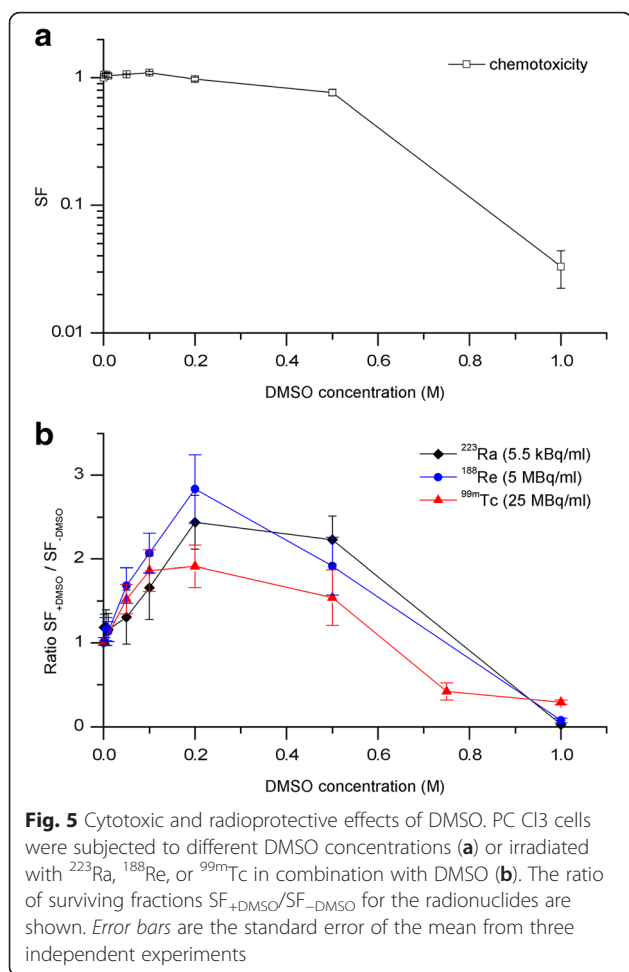 a
1
0.1
0.01
SF
chemotoxicity
0.0 0.2 0.4 0.6 0.8 1.0
DMSO concentration (M)
b
3
2
1
0
Ratio SF+DMSO / SF-DMSO
223Ra (5.5 kBq/ml)
188Re (5 MBq/ml)
99mTc (25 MBq/ml)
0.0 0.2 0.4 0.6 0.8 1.0
DMSO concentration (M)
Fig. 5 Cytotoxic and radioprotective effects of DMSO. PC Cl3 cells
were subjected to different DMSO concentrations (a) or irradiated
with 223Ra, 188Re, or 99mTc in combination with DMSO (b). The ratio
of surviving fractions SF+DMSO/SF−DMSO for the radionuclides are
shown. Error bars are the standard error of the mean from three
independent experiments